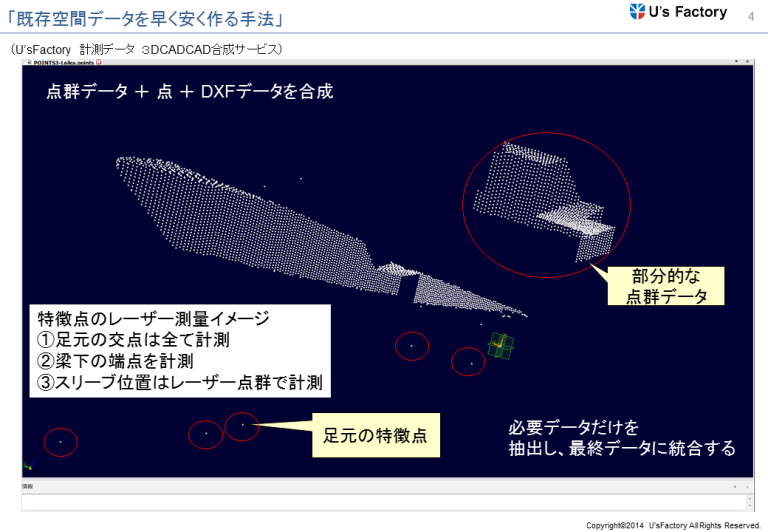 「既存空間データを早く安く作る手法」
U's Factory
4
（U'sFactory 計測データ 3DCADCAD合成サービス）
POINTS3-Leika.points
点群データ ＋ 点 ＋ DXFデータを合成
部分的な
点群データ
特徴点のレーザー測量イメージ
①足元の交点は全て計測
②梁下の端点を計測
③スリーブ位置はレーザー点群で計測
足元の特徴点
必要データだけを
抽出し、最終データに統合する
情報
Copyright©2014 U'sFactory All Rights Reserved.